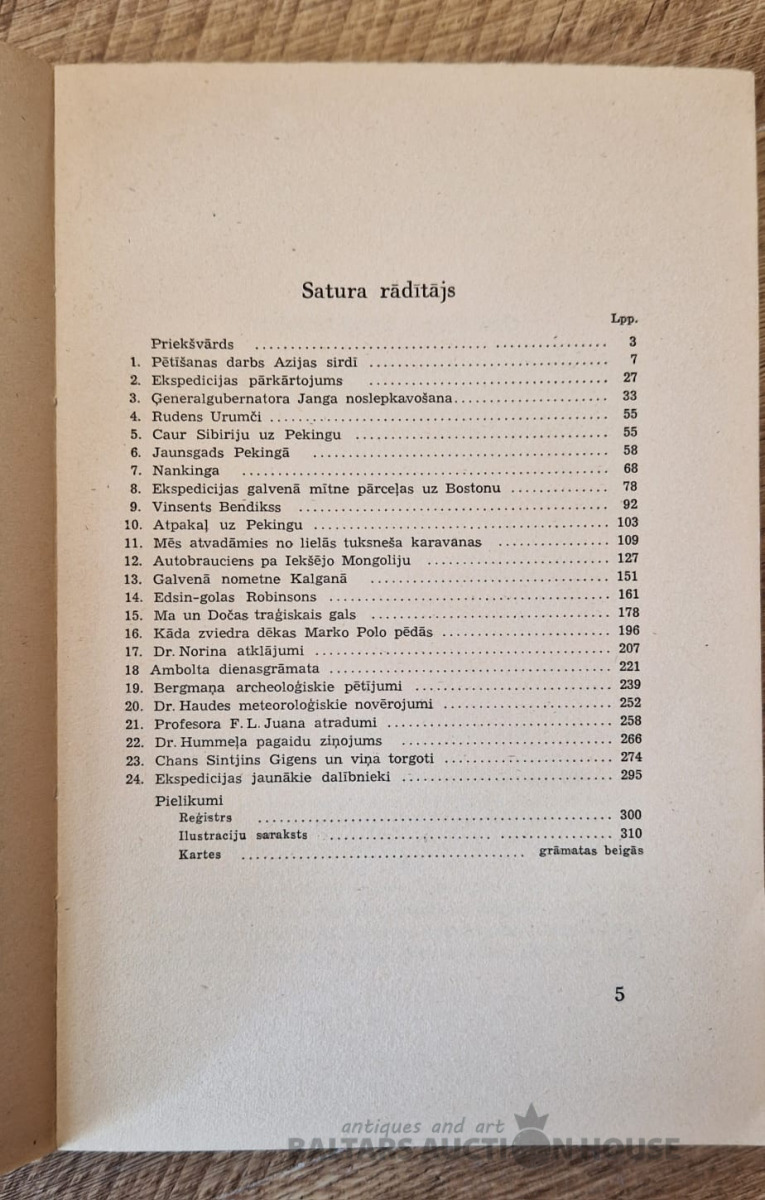 Satura rādītājs
Lpp.
Priekšvārds .......... 3
1. Pētīšanas darbs Azijas sirdī .......... 7
2. Ekspedicijas pārkārtojums .......... 27
3. Ģeneralgubernatora Janga noslepkavošana .......... 33
4. Rudens Urumči .......... 55
5. Caur Sibiriju uz Pekingu .......... 55
6. Jaunsgads Pekingā .......... 58
7. Nankinga .......... 68
8. Ekspedicijas galvenā mītne pārceļas uz Bostonu .......... 78
9. Vinsents Bendikss .......... 92
10. Atpakaļ uz Pekingu .......... 103
11. Mēs atvadāmies no lielās tuksneša karavanas .......... 109
12. Autobrauciens pa Iekšējo Mongoliju .......... 127
13. Galvenā nometne Kalganā .......... 151
14. Edsin-golas Robinsons .......... 161
15. Ma un Dočas traģiskais gals .......... 178
16. Kāda zviedra dēkas Marko Polo pēdās .......... 196
17. Dr. Norina atklājumi .......... 207
18 Ambolta dienasgrāmata .......... 221
19. Bergmaņa archeoloģiskie pētījumi .......... 239
20. Dr. Haudes meteoroloģiskie novērojumi .......... 252
21. Profesora F. L. Juana atradumi .......... 258
22. Dr. Hummeļa pagaidu ziņojums .......... 266
23. Chans Sintjins Gigens un viņa torgoti .......... 274
24. Ekspedicijas jaunākie dalībnieki .......... 295
Pielikumi
Reģistrs .......... 300
Ilustraciju saraksts .......... 310
Kartes .......... grāmatas beigās
5
antiques and art
BALTARS AUCTION HOUSE